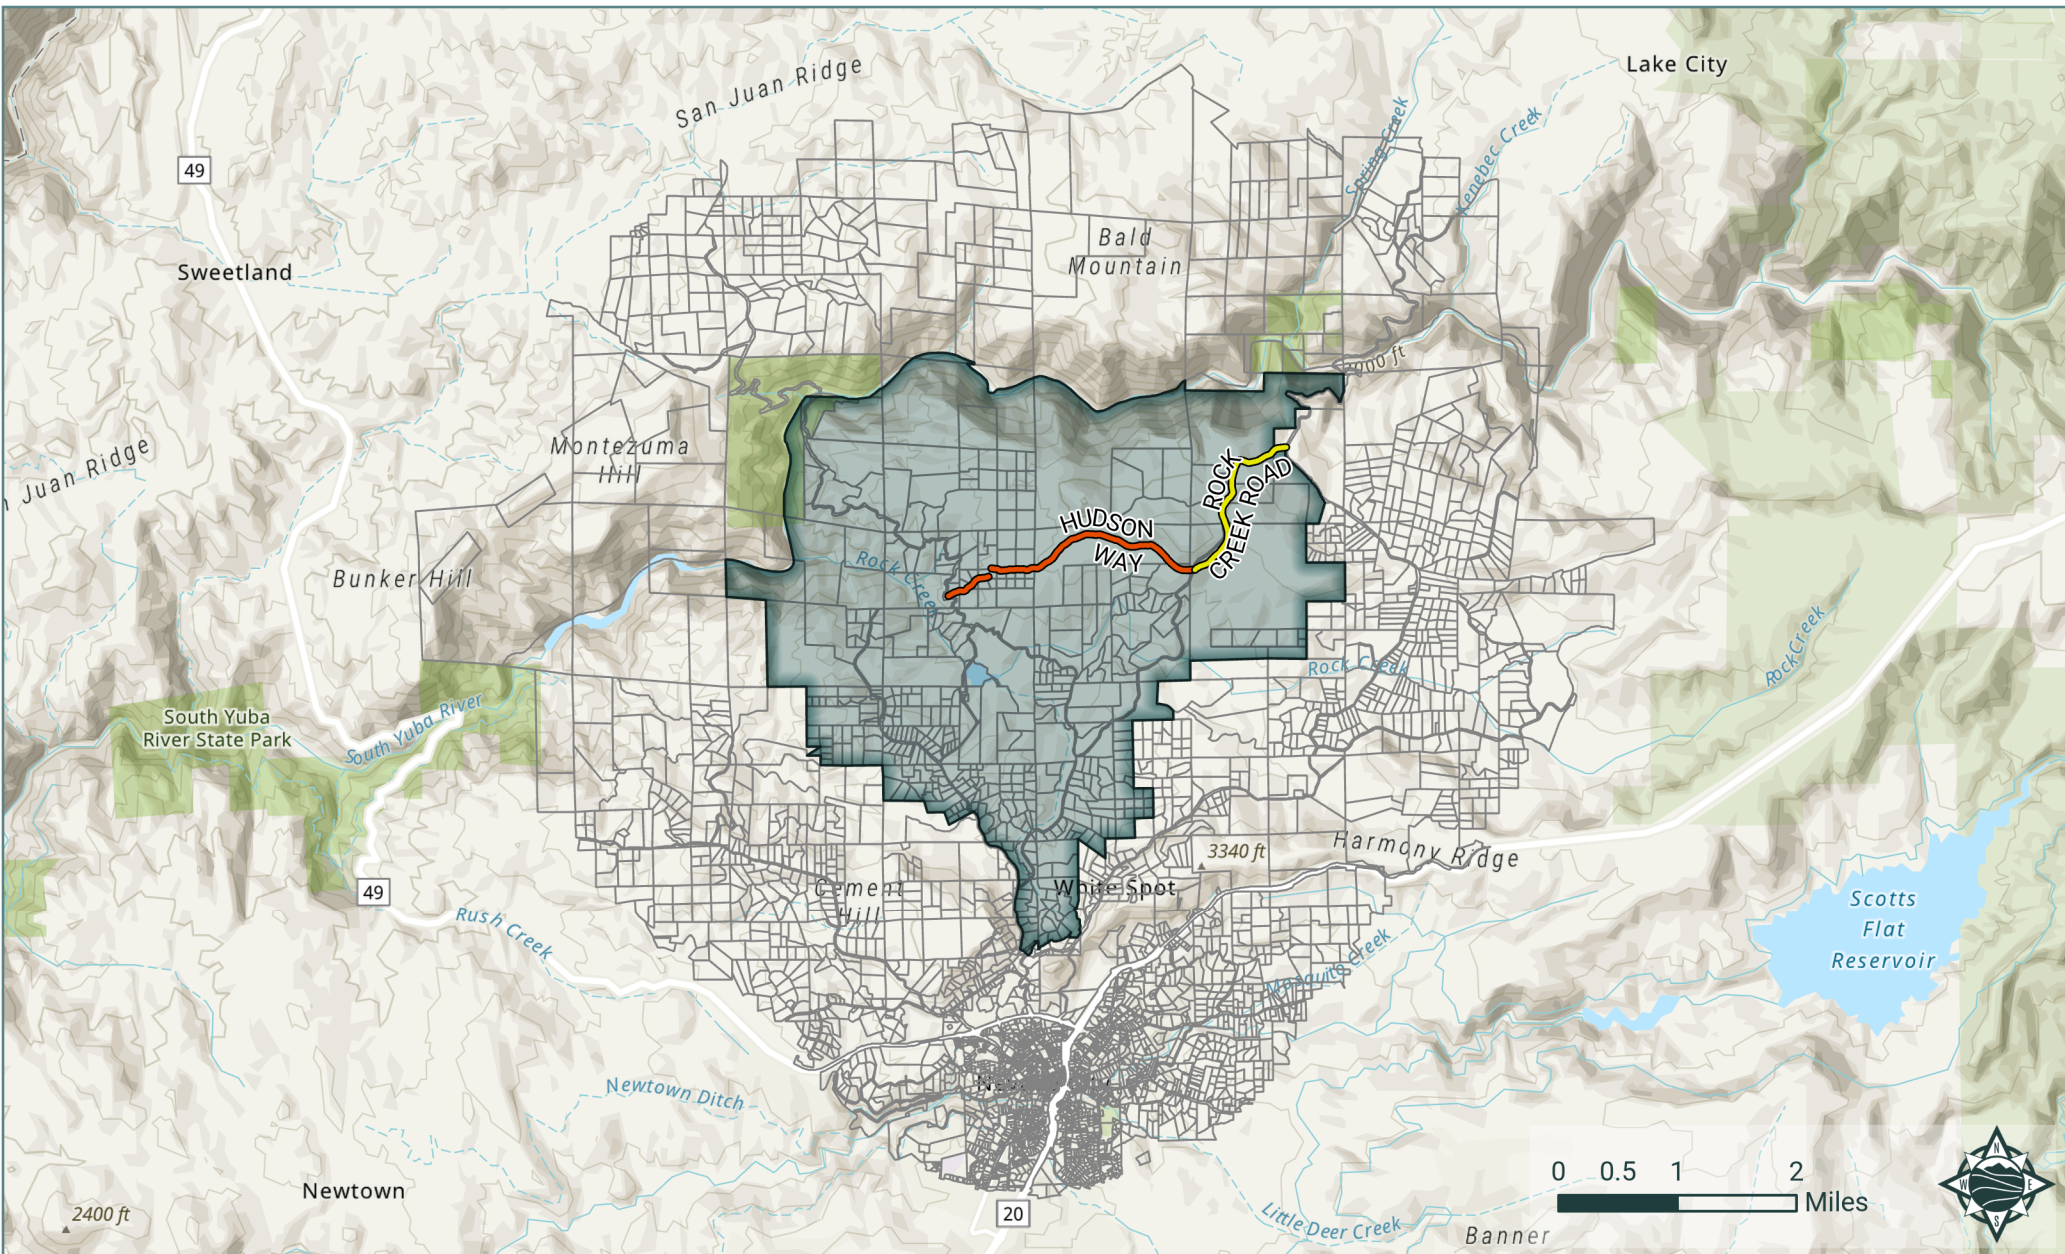 Lake City
San Juan Ridge
Spring Creek
Kenebec Creek
49
Bald
Mountain
Sweetland
3000 ft
Montezuma
Hill
n Juan Ridge
ROCK
CREEK ROAD
HUDSON
WAY
Rock Creek
Bunker Hill
Rock Creek
Rock Creek
South Yuba
River State Park
South Yuba River
3340 ft
Harmony Ridge
49
Cement
Hill
White Spot
Scotts
Flat
Reservoir
Rush Creek
Mosquito Creek
Newtown Ditch
Newtown
2400 ft
20
Little Deer Creek
Banner
0 0.5 1 2
Miles
N
W E
S